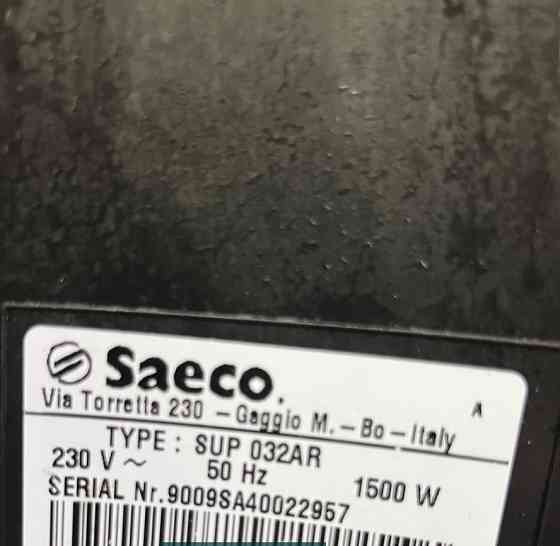 Saeco.
A
Via Torretta 230 - Gaggio M. - Bo - Italy
TYPE : SUP 032AR
230 V ~ 50 Hz 1500 W
SERIAL Nr.9009SA40022957